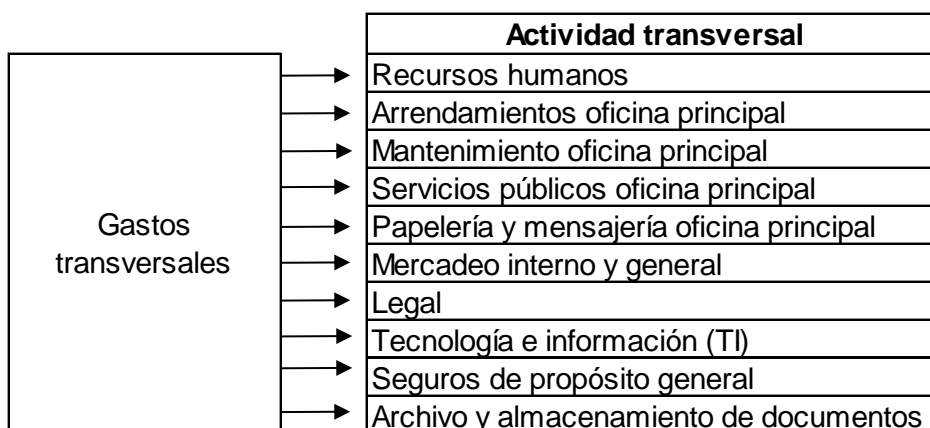 Actividad transversal
Recursos humanos
Arrendamientos oficina principal
Mantenimiento oficina principal
Servicios públicos oficina principal
Gastos
transversales
Papelería y mensajería oficina principal
Mercadeo interno y general
Legal
Tecnología e información (TI)
Seguros de propósito general
Archivo y almacenamiento de documentos